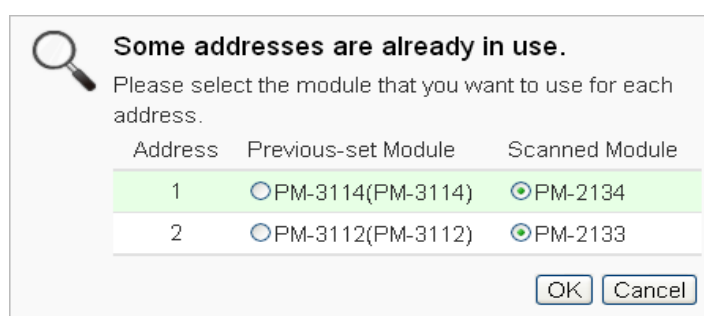 Some addresses are already in use.
Please select the module that you want to use for each
address.
Address Previous-set Module Scanned Module
1 PM-3114(PM-3114) PM-2134
2 PM-3112(PM-3112) PM-2133
OK Cancel